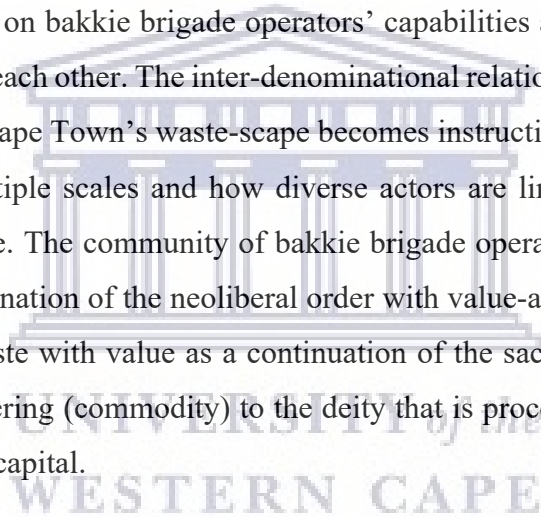 on bakkie brigade operators’ capabilities a
each other. The inter-denominational relatio
ape Town’s waste-scape becomes instructi
tiple scales and how diverse actors are lin
e. The community of bakkie brigade opera
nation of the neoliberal order with value-a
ste with value as a continuation of the sac
ering (commodity) to the deity that is proc
capital.
UNIVERSITY of the
WESTERN CAPE